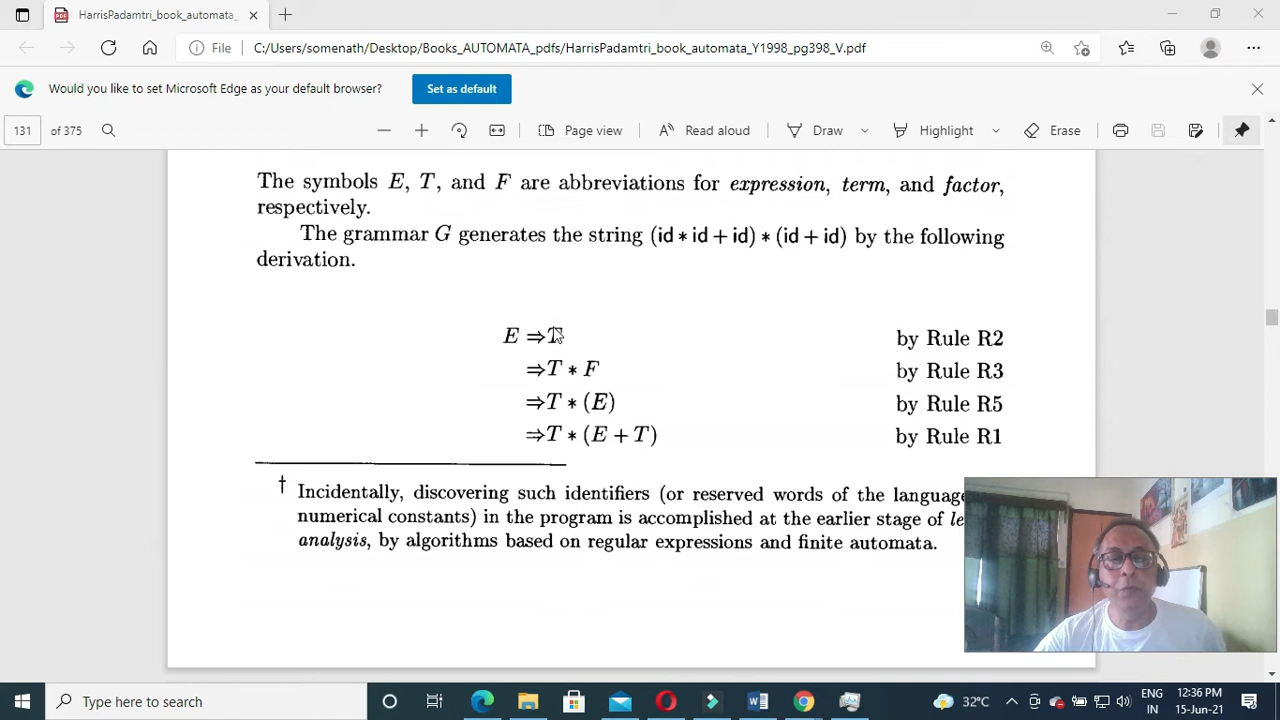 HarrisPadamtri_book_automata_
File
C:/Users/somenath/Desktop/Books_AUTOMATA_pdfs/HarrisPadamtri_book_automata_Y1998_pg398_V.pdf
Would you like to set Microsoft Edge as your default browser?
Set as default
131
of 375
Page view
Read aloud
Draw
Highlight
Erase
The symbols E, T, and F are abbreviations for expression, term, and factor,
respectively.
The grammar G generates the string (id * id + id) * (id + id) by the following
derivation.
E ⇒T by Rule R2
⇒T * F by Rule R3
⇒T * (E) by Rule R5
⇒T * (E + T) by Rule R1
† Incidentally, discovering such identifiers (or reserved words of the language
numerical constants) in the program is accomplished at the earlier stage of
analysis, by algorithms based on regular expressions and finite automata.
Type here to search
32°C
ENG
IN
12:36 PM
15-Jun-21